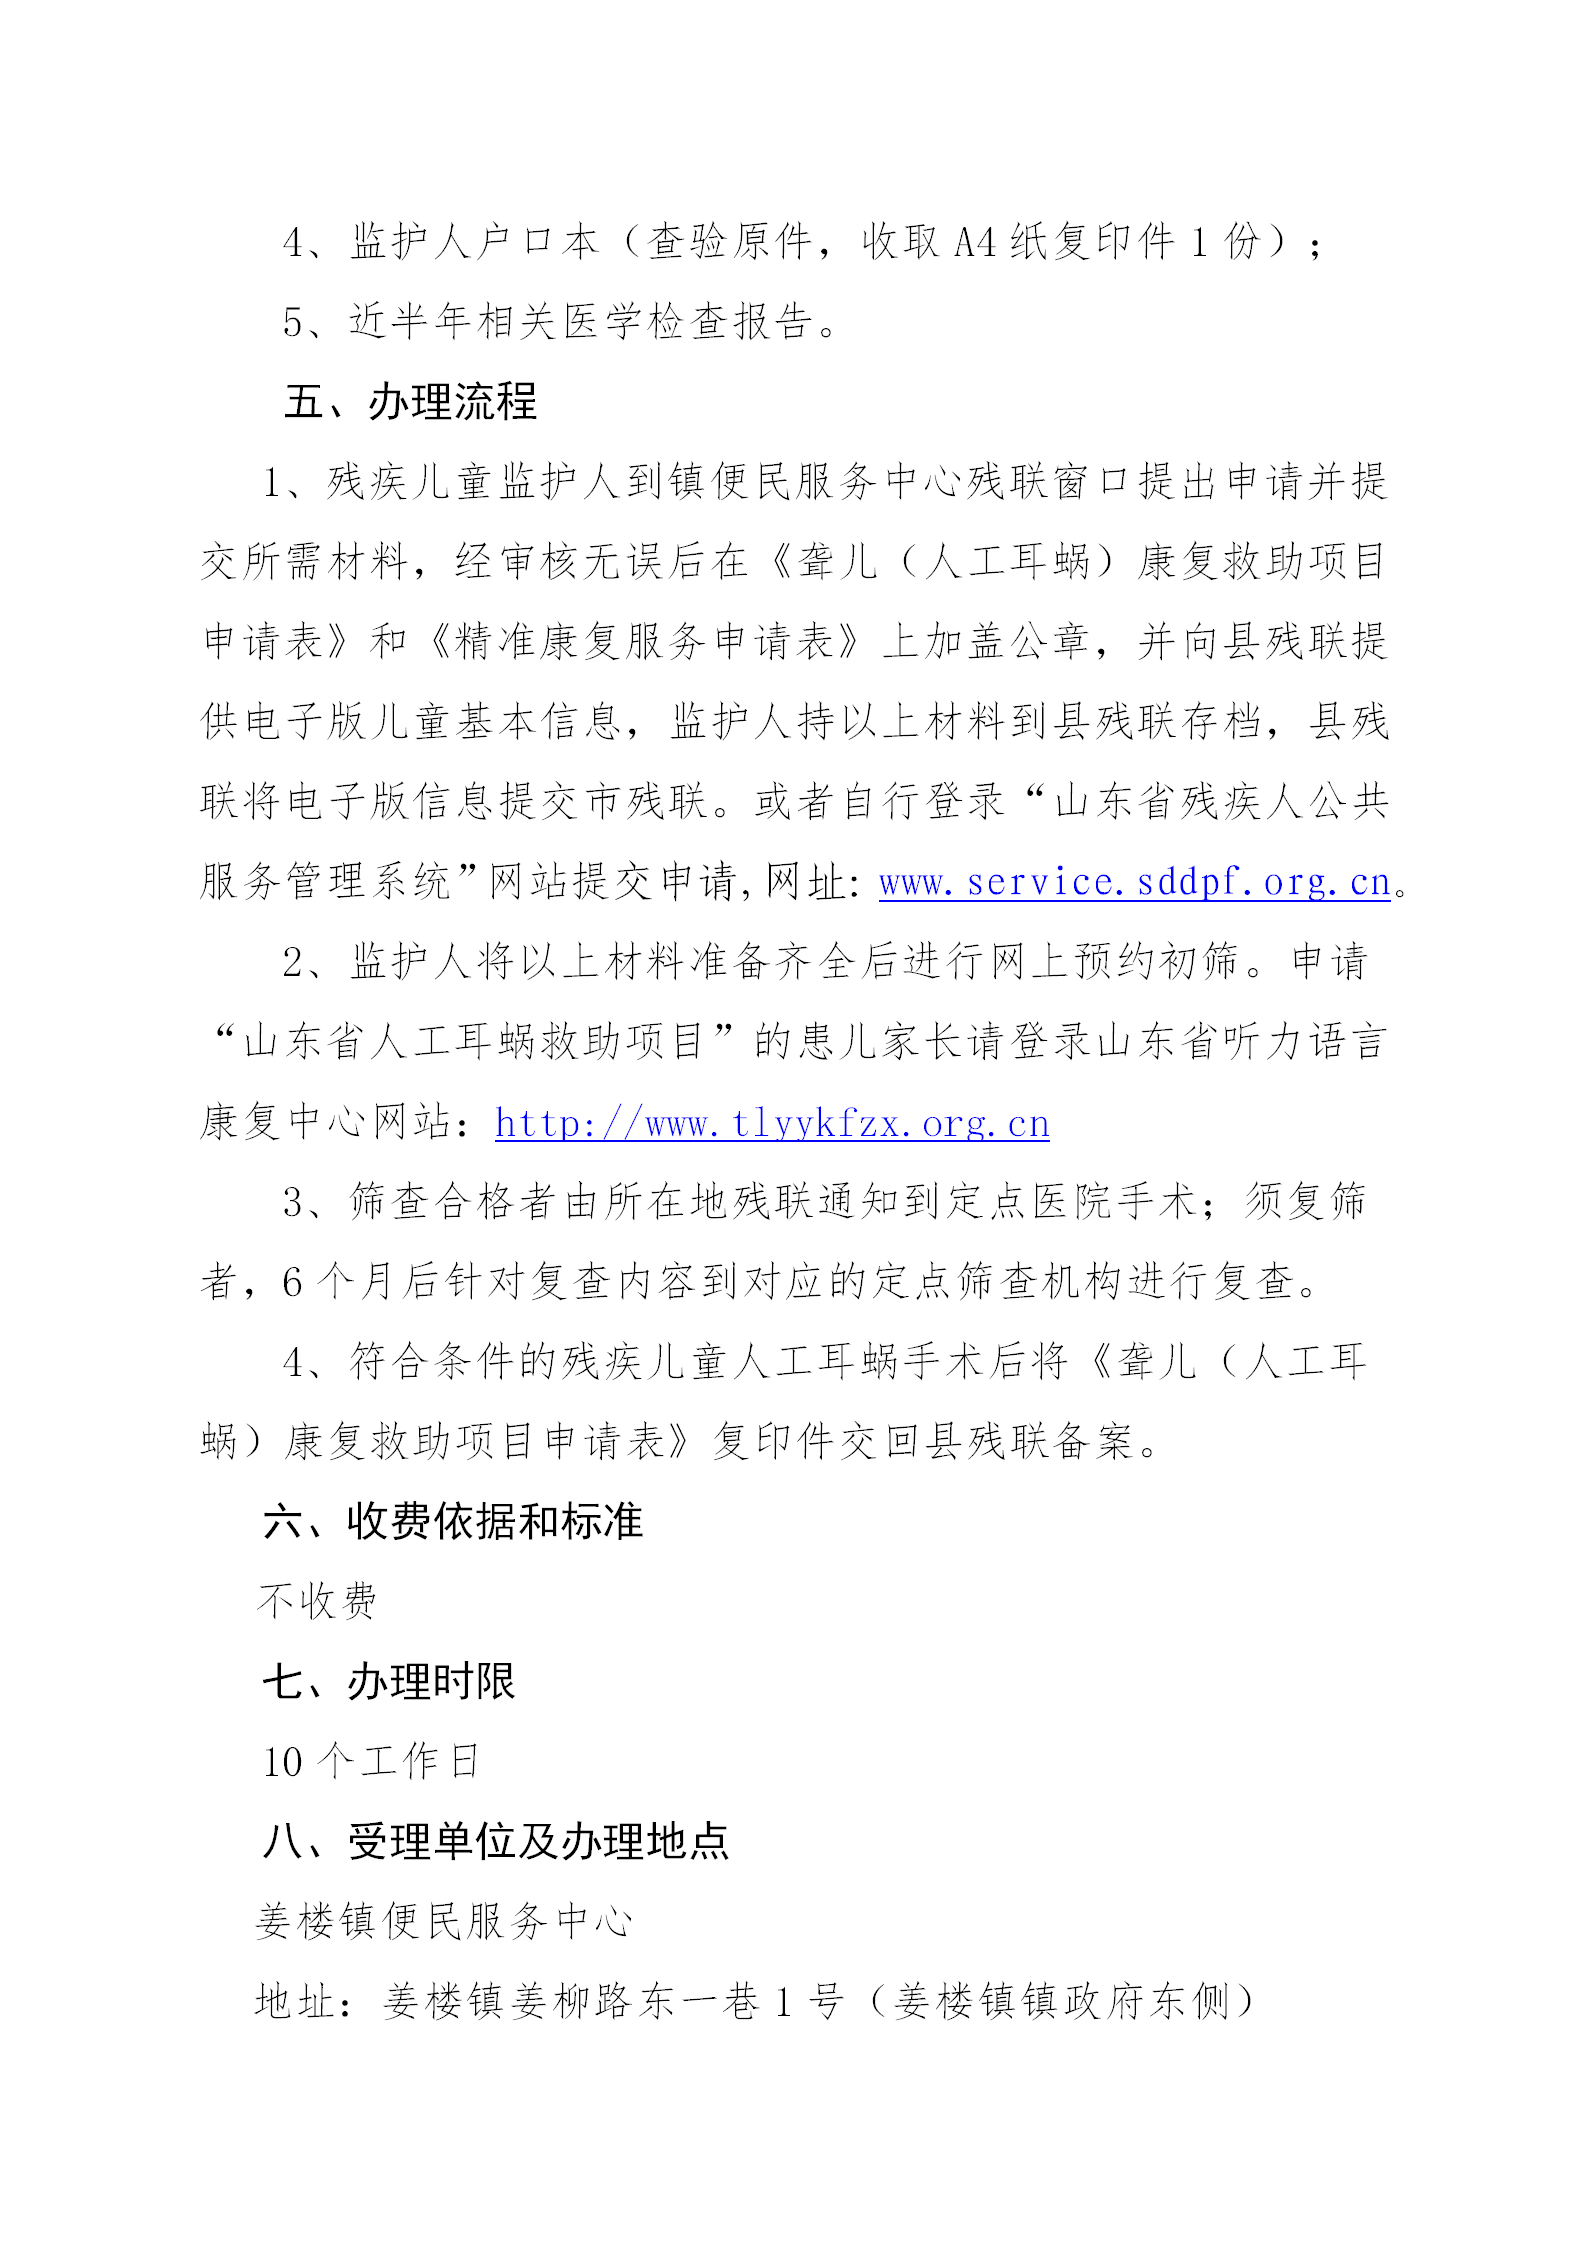 4、监护人户口本（查验原件，收取 A4 纸复印件 1 份）；
5、近半年相关医学检查报告。
五、办理流程
1、残疾儿童监护人到镇便民服务中心残联窗口提出申请并提
交所需材料，经审核无误后在《聋儿（人工耳蜗）康复救助项目
申请表》和《精准康复服务申请表》上加盖公章，并向县残联提
供电子版儿童基本信息，监护人持以上材料到县残联存档，县残
联将电子版信息提交市残联。或者自行登录“山东省残疾人公共
服务管理系统”网站提交申请,网址: www.service.sddpf.org.cn。
2、监护人将以上材料准备齐全后进行网上预约初筛。申请
“山东省人工耳蜗救助项目”的患儿家长请登录山东省听力语言
康复中心网站：http://www.tlyykfzx.org.cn
3、筛查合格者由所在地残联通知到定点医院手术；须复筛
者，6 个月后针对复查内容到对应的定点筛查机构进行复查。
4、符合条件的残疾儿童人工耳蜗手术后将《聋儿（人工耳
蜗）康复救助项目申请表》复印件交回县残联备案。
六、收费依据和标准
不收费
七、办理时限
10 个工作日
八、受理单位及办理地点
姜楼镇便民服务中心
地址：姜楼镇姜柳路东一巷 1 号（姜楼镇镇政府东侧）